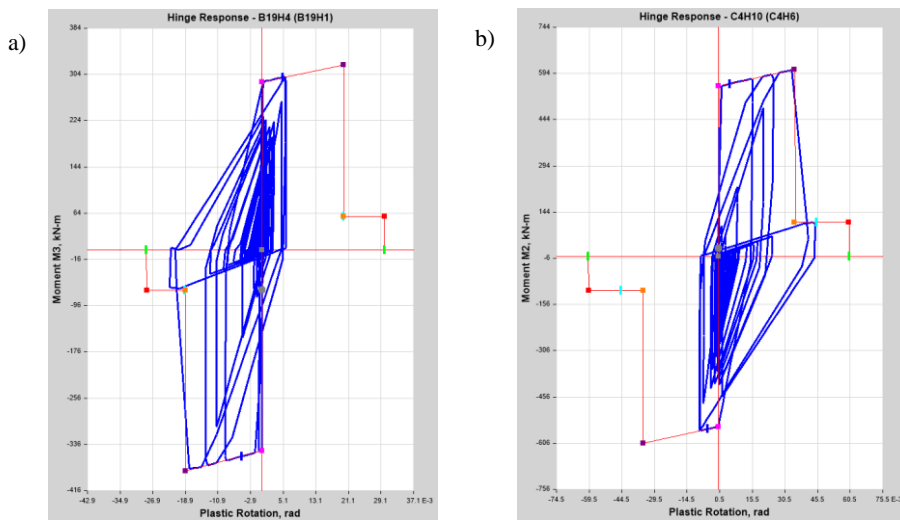 a)
Hinge Response - B19H4 (B19H1)
384
304
224
144
64
-16
-96
-176
-256
-336
-416
Moment M3, kN-m
-42.9 -34.9 -26.9 -18.9 -10.9 -2.9 5.1 13.1 21.1 29.1 37.1 E-3
Plastic Rotation, rad
b)
Hinge Response - C4H10 (C4H6)
744
594
444
294
144
-6
-156
-306
-456
-606
-756
Moment M2, kN-m
-74.5 -59.5 -44.5 -29.5 -14.5 0.5 15.5 30.5 45.5 60.5 75.5 E-3
Plastic Rotation, rad